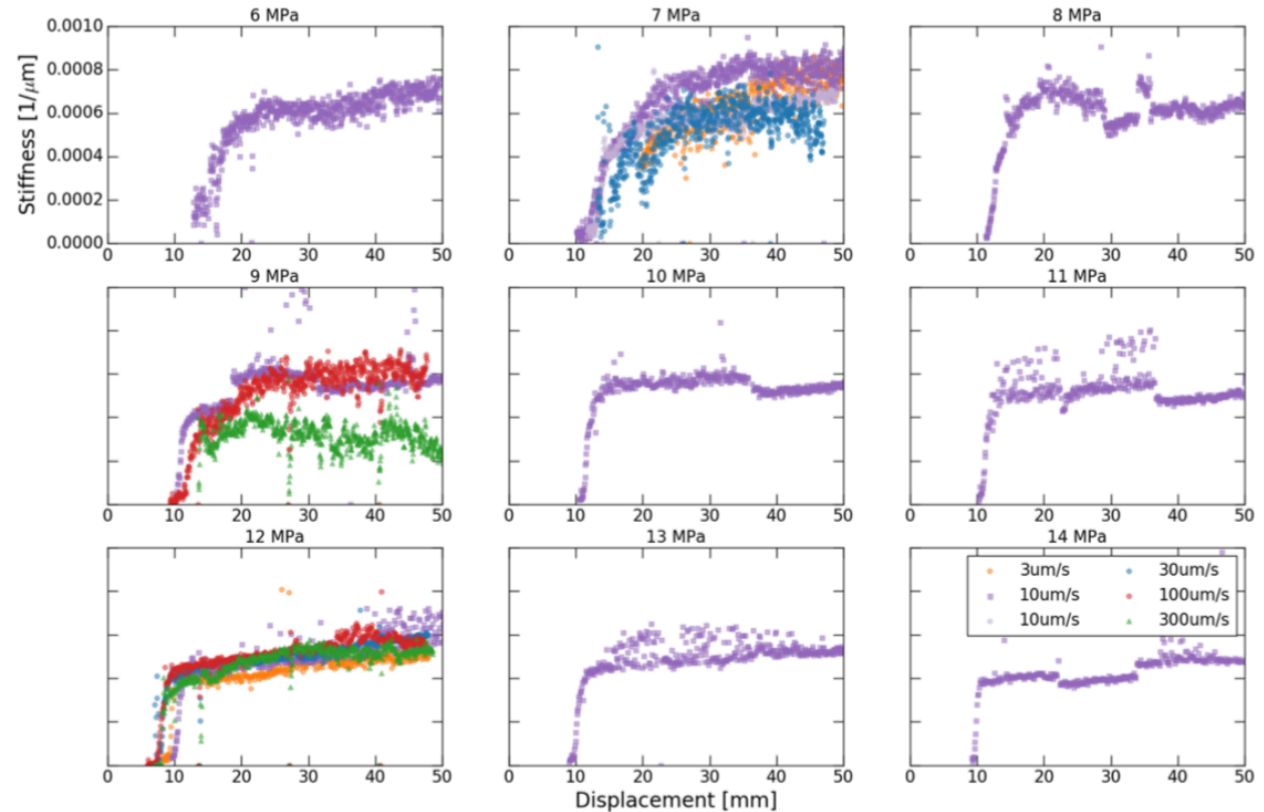 6 MPa 7 MPa 8 MPa
Stiffness [1/μm]
0.0010
0.0008
0.0006
0.0004
0.0002
0.0000
0 10 20 30 40 50 0 10 20 30 40 50 0 10 20 30 40 50
9 MPa 10 MPa 11 MPa
0 10 20 30 40 50 0 10 20 30 40 50 0 10 20 30 40 50
12 MPa 13 MPa 14 MPa
3um/s 30um/s
10um/s 100um/s
10um/s 300um/s
0 10 20 30 40 50 0 10 20 30 40 50 0 10 20 30 40 50
Displacement [mm]